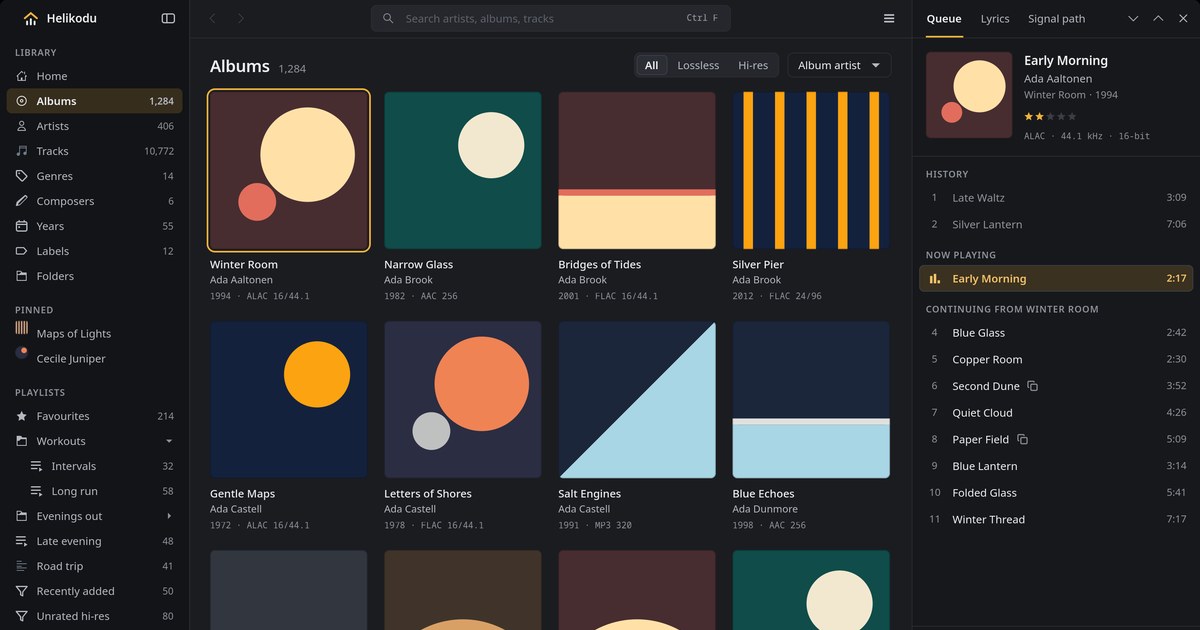 Helikodu
LIBRARY
Home
Albums 1,284
Artists 406
Tracks 10,772
Genres 14
Composers 6
Years 55
Labels 12
Folders
PINNED
Maps of Lights
Cecile Juniper
PLAYLISTS
Favourites 214
Workouts
Intervals 32
Long run 58
Evenings out
Late evening 48
Road trip 41
Recently added 50
Unrated hi-res 80
Search artists, albums, tracks Ctrl F
Albums 1,284
All Lossless Hi-res Album artist
Winter Room
Ada Aaltonen
1994 · ALAC 16/44.1
Narrow Glass
Ada Brook
1982 · AAC 256
Bridges of Tides
Ada Brook
2001 · FLAC 16/44.1
Silver Pier
Ada Brook
2012 · FLAC 24/96
Gentle Maps
Ada Castell
1972 · ALAC 16/44.1
Letters of Shores
Ada Castell
1978 · FLAC 16/44.1
Salt Engines
Ada Castell
1991 · MP3 320
Blue Echoes
Ada Dunmore
1998 · AAC 256
Queue Lyrics Signal path
Early Morning
Ada Aaltonen
Winter Room · 1994
ALAC · 44.1 kHz · 16-bit
HISTORY
1 Late Waltz 3:09
2 Silver Lantern 7:06
NOW PLAYING
Early Morning 2:17
CONTINUING FROM WINTER ROOM
4 Blue Glass 2:42
5 Copper Room 2:30
6 Second Dune 3:52
7 Quiet Cloud 4:26
8 Paper Field 5:09
9 Blue Lantern 3:14
10 Folded Glass 5:41
11 Winter Thread 7:17